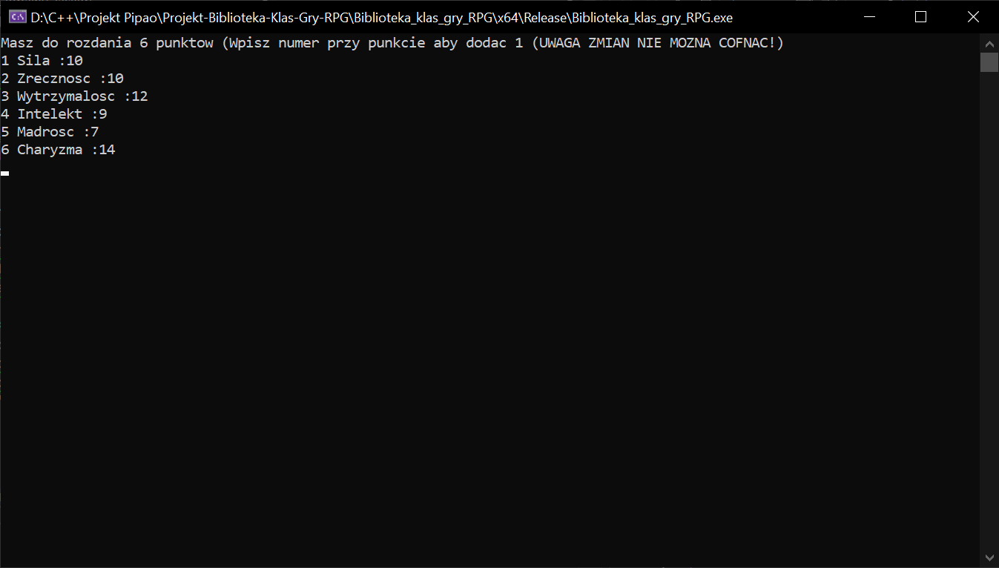 D:\C++\Projekt Pipao\Projekt-Biblioteka-Klas-Gry-RPG\Biblioteka_klas_gry_RPG\x64\Release\Biblioteka_klas_gry_RPG.exe
Masz do rozdania 6 punktow (Wpisz numer przy punkcie aby dodac 1 (UWAGA ZMIAN NIE MOZNA COFNAC!)
1 Sila :10
2 Zrecznosc :10
3 Wytrzymalosc :12
4 Intelekt :9
5 Madrosc :7
6 Charyzma :14